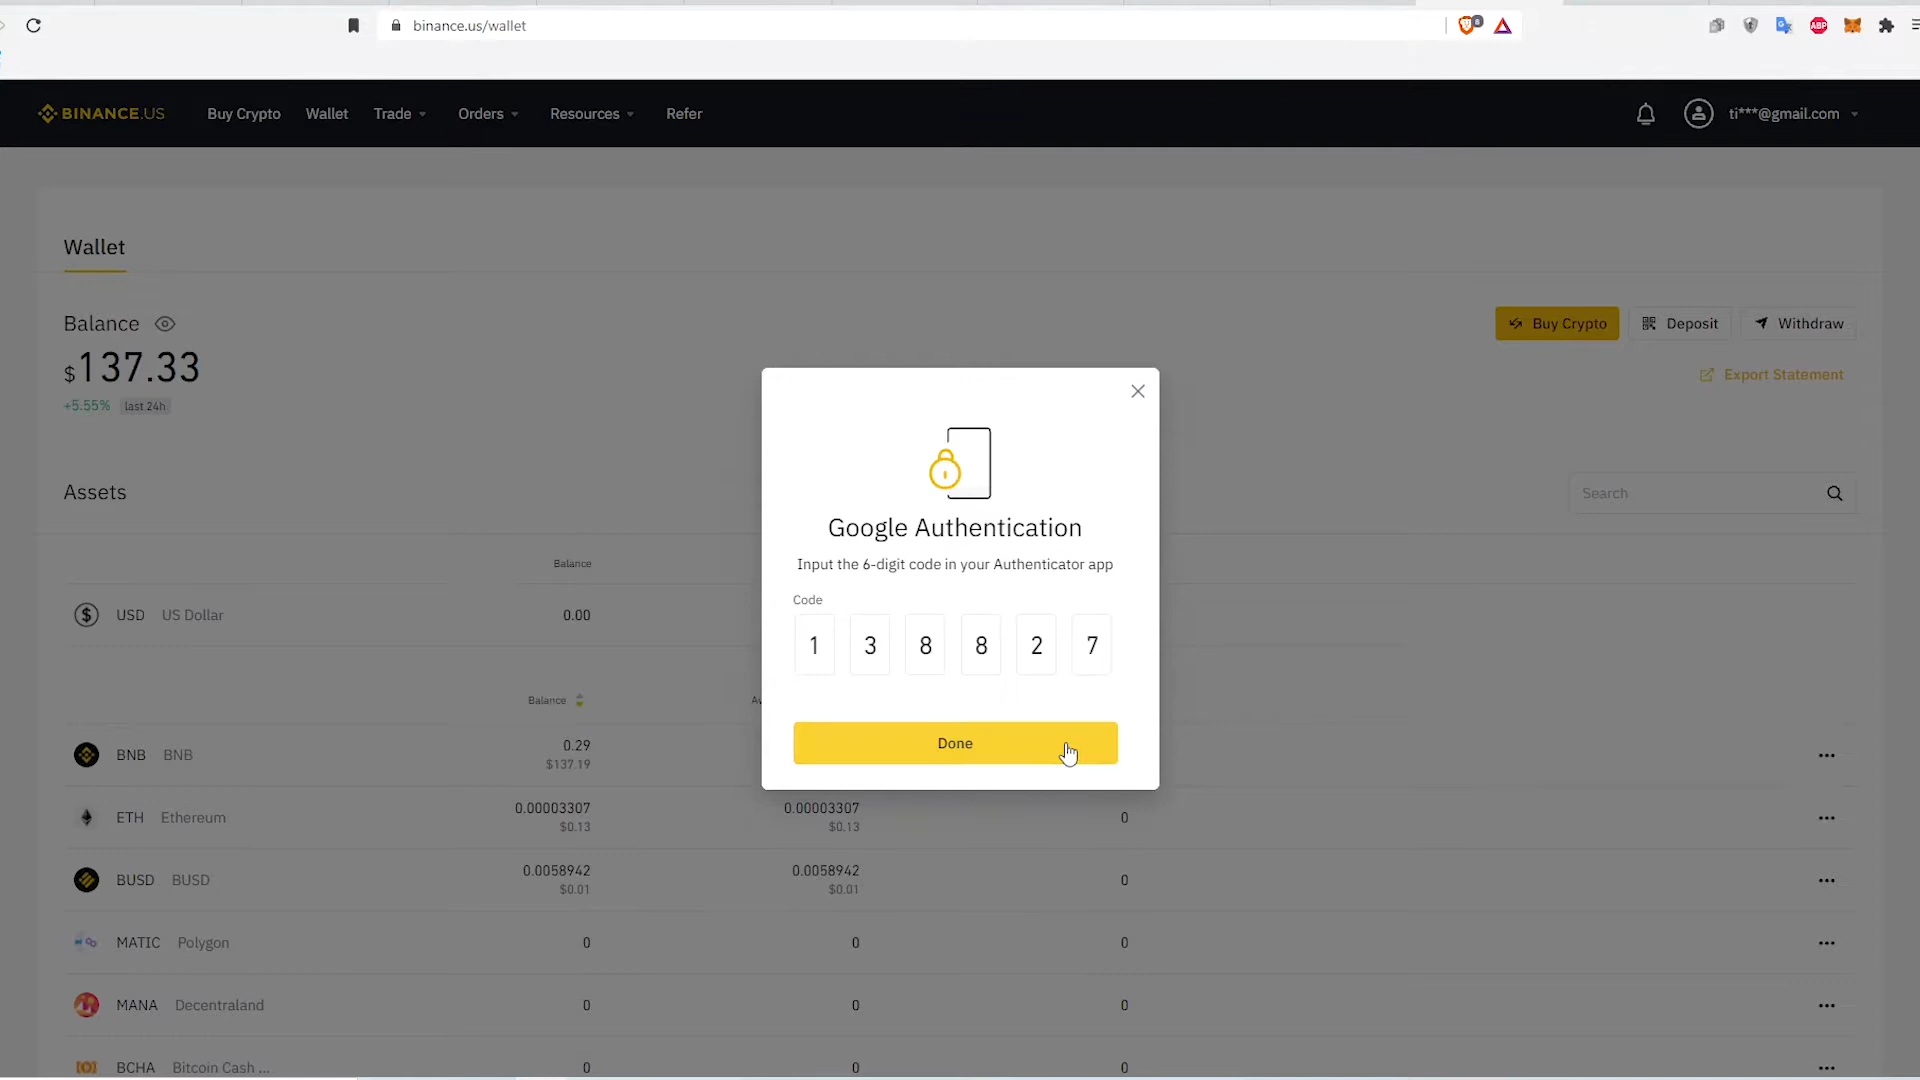 binance.us/wallet
8
ABP
BINANCE.US Buy Crypto Wallet Trade Orders Resources Refer ti***@gmail.com
Wallet
Balance
$137.33
+5.55% last 24h
Buy Crypto Deposit Withdraw
Export Statement
Assets
Search
Balance
USD US Dollar 0.00
Balance
BNB BNB 0.29
$137.19
ETH Ethereum 0.00003307 0.00003307 0
$0.13 $0.13
BUSD BUSD 0.0058942 0.0058942 0
$0.01 $0.01
MATIC Polygon 0 0 0
MANA Decentraland 0 0 0
BCHA Bitcoin Cash ... 0 0 0
Google Authentication
Input the 6-digit code in your Authenticator app
Code
1 3 8 8 2 7
Done